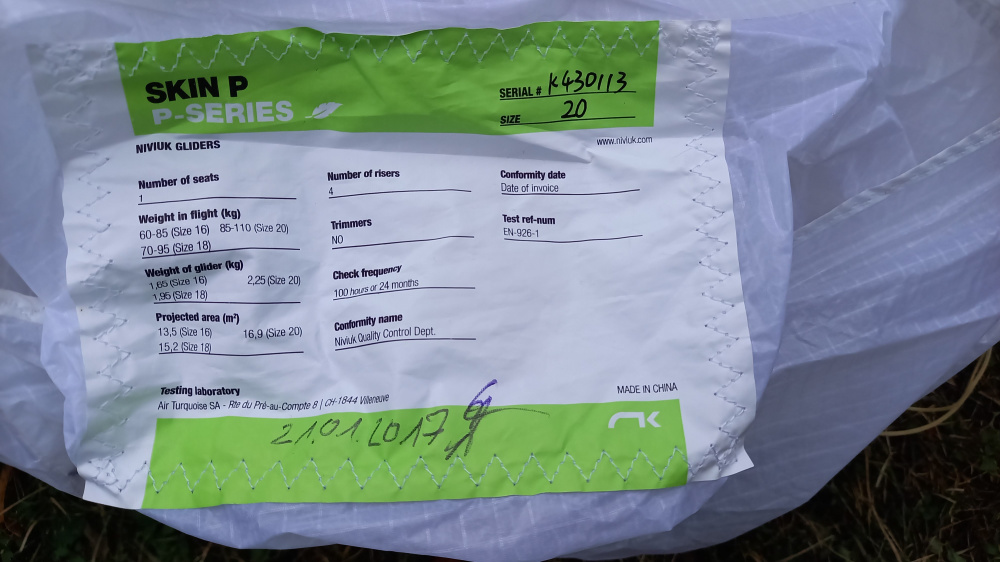 SKIN P
P-SERIES
SERIAL # K430113
SIZE 20
www.niviuk.com
NIVIUK GLIDERS
Number of seats
1
Weight in flight (kg)
60-85 (Size 16) 85-110 (Size 20)
70-95 (Size 18)
Weight of glider (kg)
1,65 (Size 16) 2,25 (Size 20)
1,95 (Size 18)
Projected area (m²)
13,5 (Size 16) 16,9 (Size 20)
15,2 (Size 18)
Number of risers
4
Trimmers
NO
Check frequency
100 hours or 24 months
Conformity name
Niviuk Quality Control Dept.
Conformity date
Date of invoice
Test ref-num
EN-926-1
Testing laboratory
Air Turquoise SA - Rte du Pré-au-Compte 8 | CH-1844 Villeneuve
MADE IN CHINA
21.01.2017